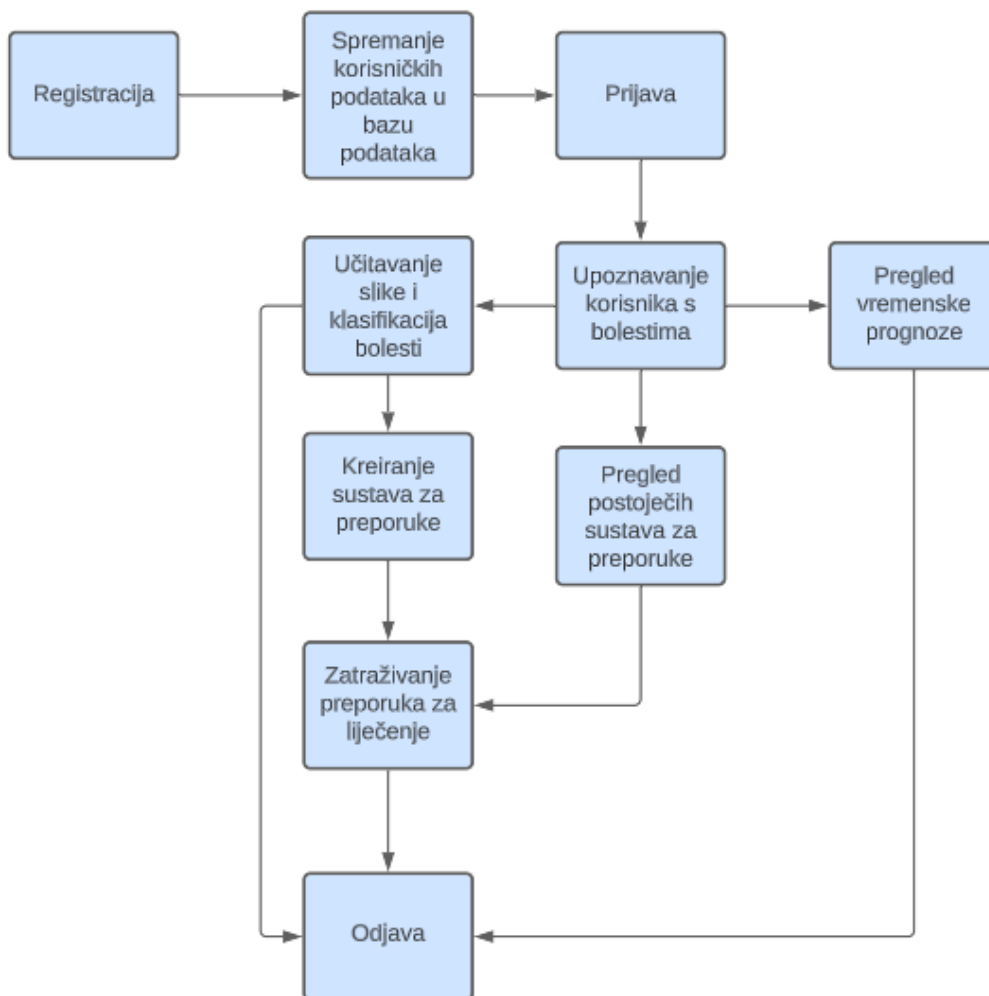 Registracija
Spremanje
korisničkih
podataka u
bazu
podataka
Prijava
Učitavanje
slike i
klasifikacija
bolesti
Upoznavanje
korisnika s
bolestima
Pregled
vremenske
prognoze
Kreiranje
sustava za
preporuke
Pregled
postoječih
sustava za
preporuke
Zatraživanje
preporuka za
liječenje
Odjava